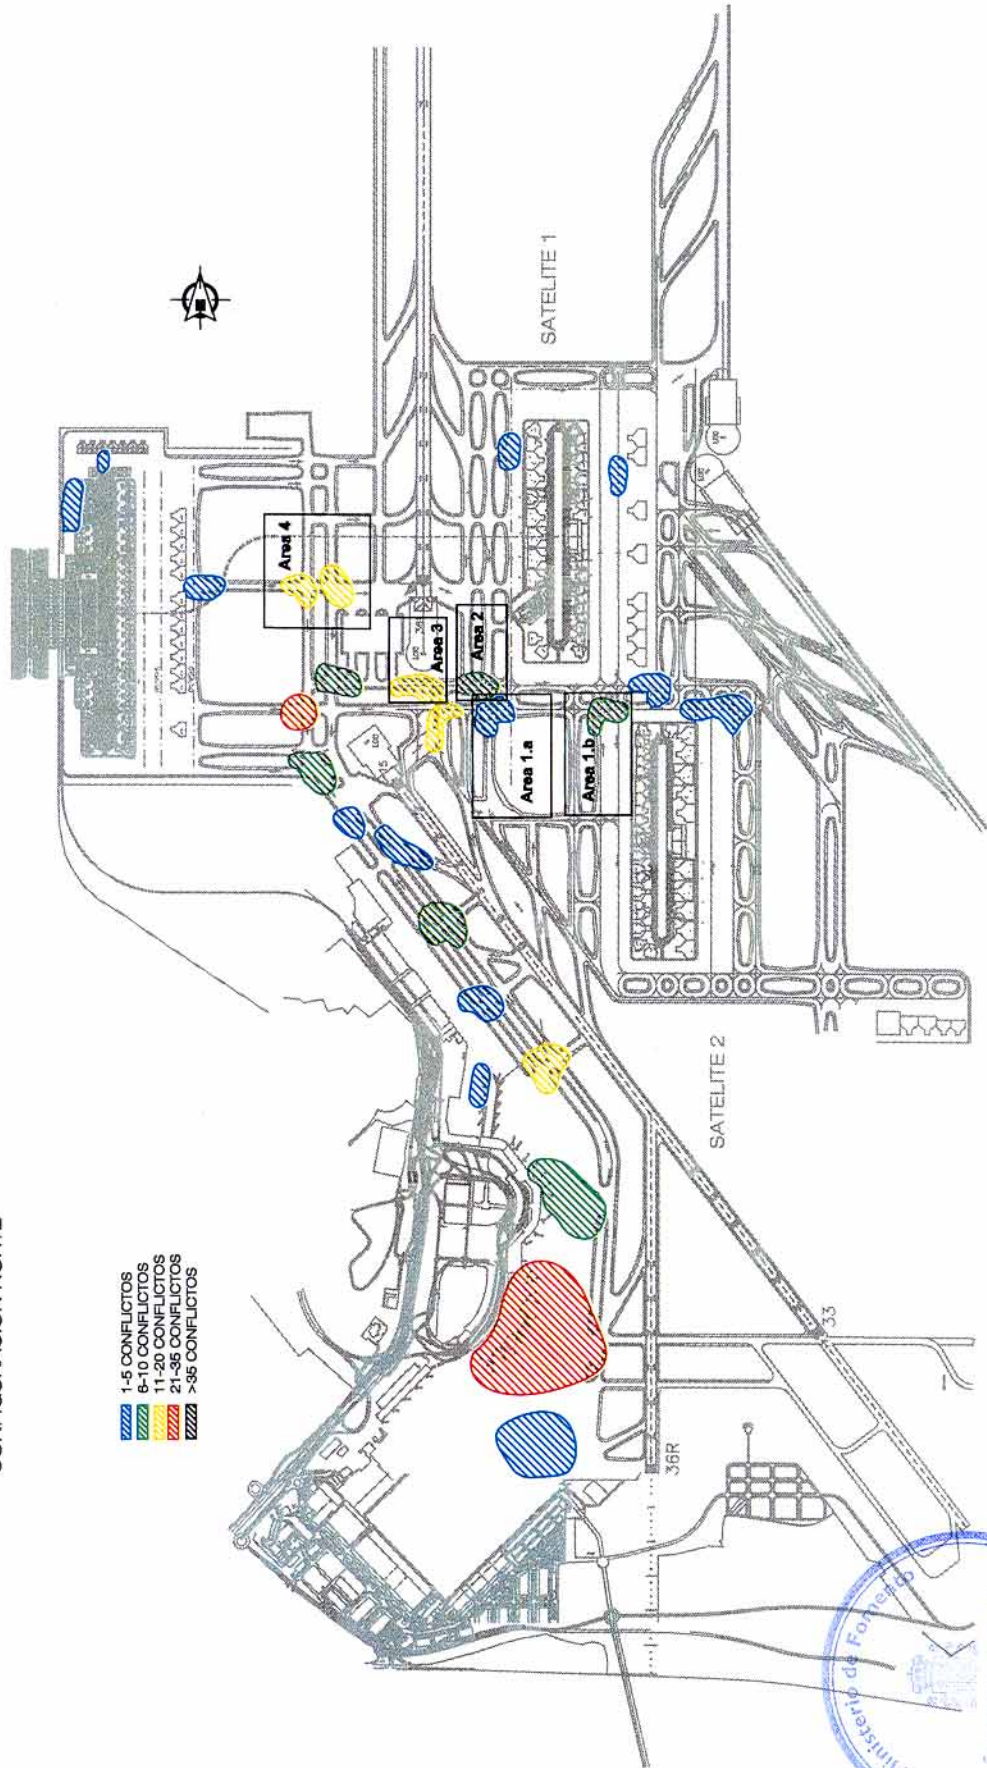 1-5 CONFLICTOS
6-10 CONFLICTOS
11-20 CONFLICTOS
21-35 CONFLICTOS
>35 CONFLICTOS
Area 4
Area 3
Area 2
Area 1.a
Area 1.b
SATELITE 1
SATELITE 2
15
36R
33
Ministerio de Fomento